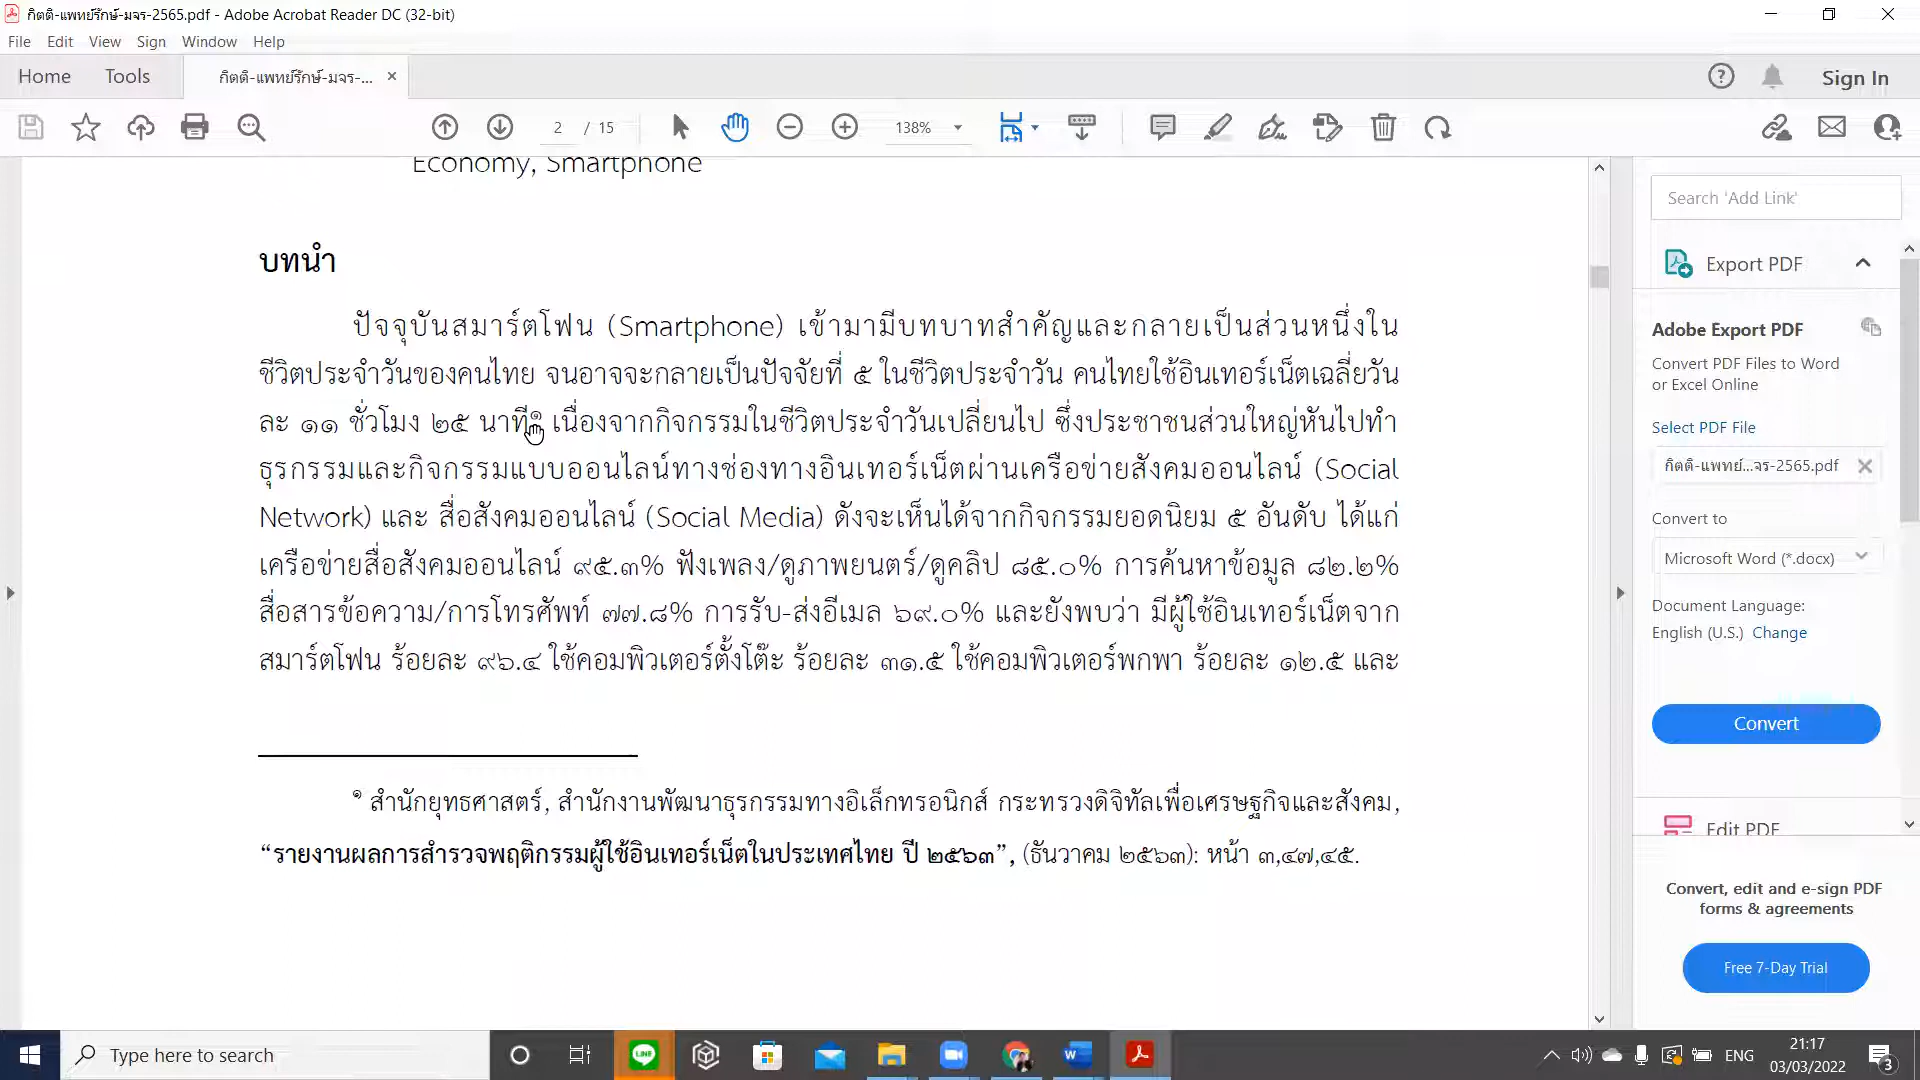 กิตติ-แพทย์รักษ์-มจร-2565.pdf - Adobe Acrobat Reader DC (32-bit)
File Edit View Sign Window Help
Home Tools กิตติ-แพทย์รักษ์-มจร-... × Sign In
2 / 15 138%
Economy, Smartphone
บทนำ
ปัจจุบันสมาร์ตโฟน (Smartphone) เข้ามามีบทบาทสำคัญและกลายเป็นส่วนหนึ่งใน
ชีวิตประจำวันของคนไทย จนอาจจะกลายเป็นปัจจัยที่ ๕ ในชีวิตประจำวัน คนไทยใช้อินเทอร์เน็ตเฉลี่ยวัน
ละ ๑๑ ชั่วโมง ๒๕ นาที๑ เนื่องจากกิจกรรมในชีวิตประจำวันเปลี่ยนไป ซึ่งประชาชนส่วนใหญ่หันไปทำ
ธุรกรรมและกิจกรรมแบบออนไลน์ทางช่องทางอินเทอร์เน็ตผ่านเครือข่ายสังคมออนไลน์ (Social
Network) และ สื่อสังคมออนไลน์ (Social Media) ดังจะเห็นได้จากกิจกรรมยอดนิยม ๕ อันดับ ได้แก่
เครือข่ายสื่อสังคมออนไลน์ ๙๕.๓% ฟังเพลง/ดูภาพยนตร์/ดูคลิป ๘๕.๐% การค้นหาข้อมูล ๘๒.๒%
สื่อสารข้อความ/การโทรศัพท์ ๗๗.๘% การรับ-ส่งอีเมล ๖๙.๐% และยังพบว่า มีผู้ใช้อินเทอร์เน็ตจาก
สมาร์ตโฟน ร้อยละ ๙๖.๔ ใช้คอมพิวเตอร์ตั้งโต๊ะ ร้อยละ ๓๑.๕ ใช้คอมพิวเตอร์พกพา ร้อยละ ๑๒.๕ และ
๑ สำนักยุทธศาสตร์, สำนักงานพัฒนาธุรกรรมทางอิเล็กทรอนิกส์ กระทรวงดิจิทัลเพื่อเศรษฐกิจและสังคม,
“รายงานผลการสำรวจพฤติกรรมผู้ใช้อินเทอร์เน็ตในประเทศไทย ปี ๒๕๖๓”, (ธันวาคม ๒๕๖๓): หน้า ๓,๔๗,๔๕.
Search 'Add Link'
Export PDF
Adobe Export PDF
Convert PDF Files to Word
or Excel Online
Select PDF File
กิตติ-แพทย์...จร-2565.pdf
Convert to
Microsoft Word (*.docx)
Document Language:
English (U.S.) Change
Convert
Edit PDF
Convert, edit and e-sign PDF
forms & agreements
Free 7-Day Trial
Type here to search
LINE
ENG
21:17
03/03/2022
3